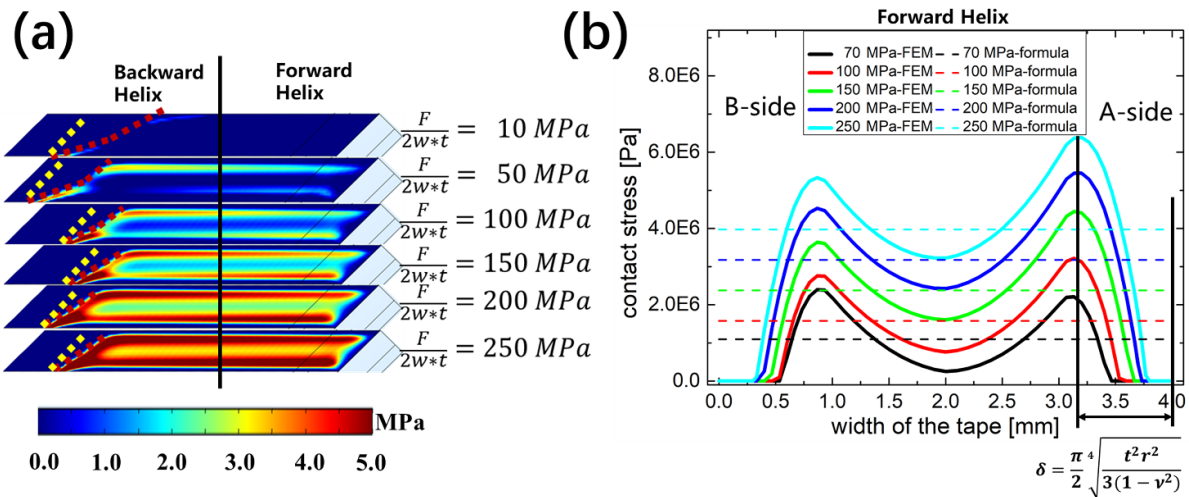 (a)
Backward
Helix
Forward
Helix
F/2w∗t = 10 MPa
F/2w∗t = 50 MPa
F/2w∗t = 100 MPa
F/2w∗t = 150 MPa
F/2w∗t = 200 MPa
F/2w∗t = 250 MPa
MPa
0.0 1.0 2.0 3.0 4.0 5.0
(b)
Forward Helix
70 MPa-FEM 70 MPa-formula
100 MPa-FEM 100 MPa-formula
150 MPa-FEM 150 MPa-formula
200 MPa-FEM 200 MPa-formula
250 MPa-FEM 250 MPa-formula
B-side
A-side
contact stress [Pa]
8.0E6
6.0E6
4.0E6
2.0E6
0.0
0.0 0.5 1.0 1.5 2.0 2.5 3.0 3.5 4.0
width of the tape [mm]
δ = π/2 ⁴√(t²r²/3(1 − ν²))